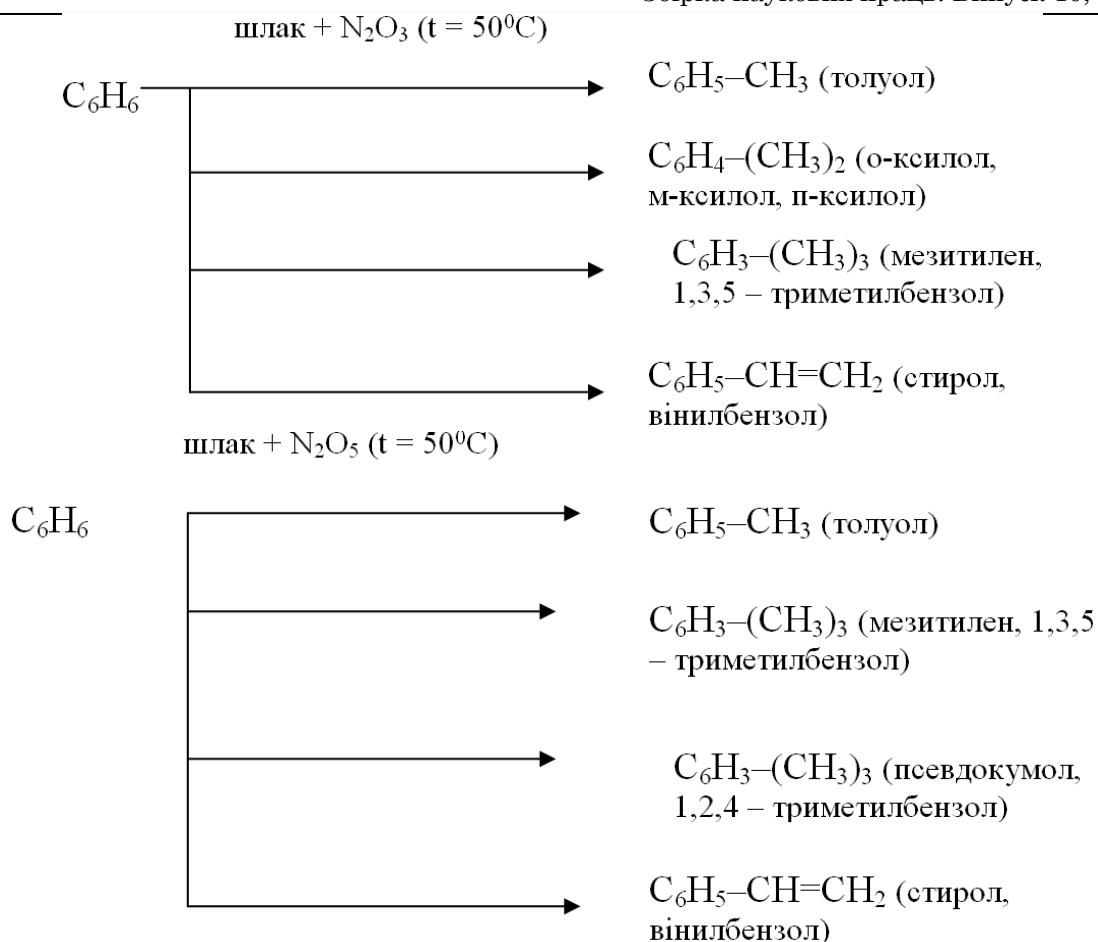 шлак + N₂O₃ (t = 50⁰C)
C₆H₆
C₆H₅–CH₃ (толуол)
C₆H₄–(CH₃)₂ (о-ксилол,
м-ксилол, п-ксилол)
C₆H₃–(CH₃)₃ (мезитилен,
1,3,5 – триметилбензол)
C₆H₅–CH=CH₂ (стирол,
вінилбензол)
шлак + N₂O₅ (t = 50⁰C)
C₆H₆
C₆H₅–CH₃ (толуол)
C₆H₃–(CH₃)₃ (мезитилен, 1,3,5
– триметилбензол)
C₆H₃–(CH₃)₃ (псевдокумол,
1,2,4 – триметилбензол)
C₆H₅–CH=CH₂ (стирол,
вінилбензол)